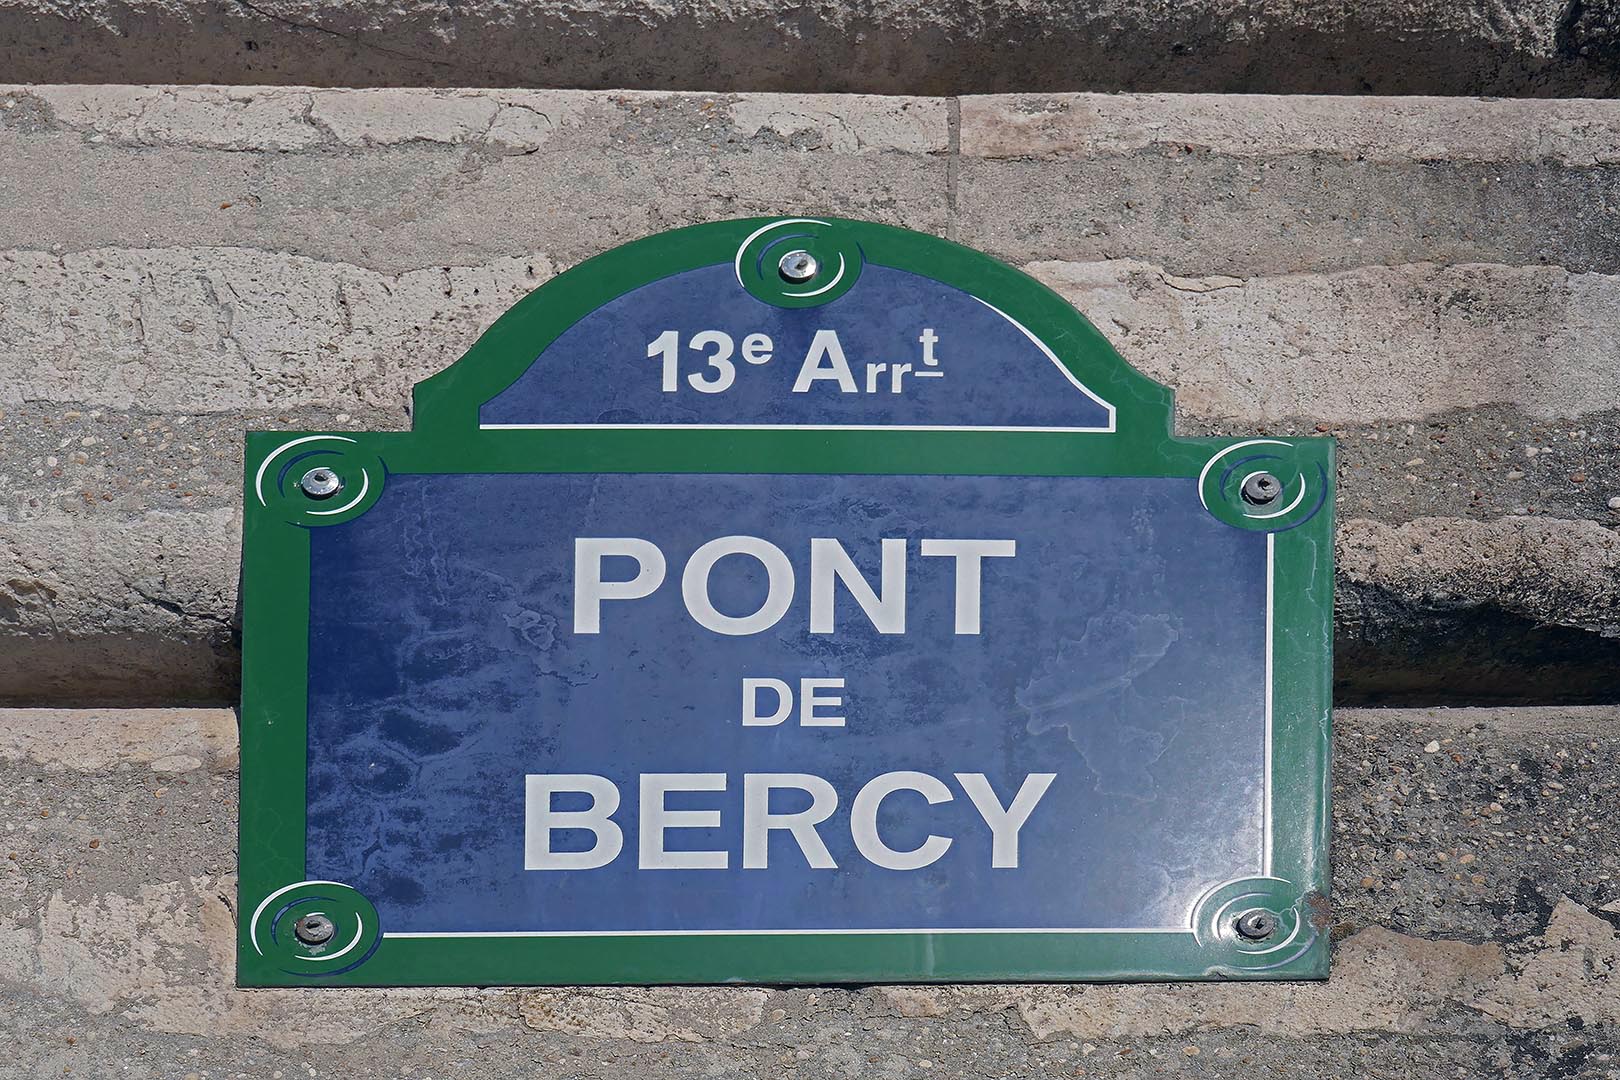 13e Arrt
PONT
DE
BERCY